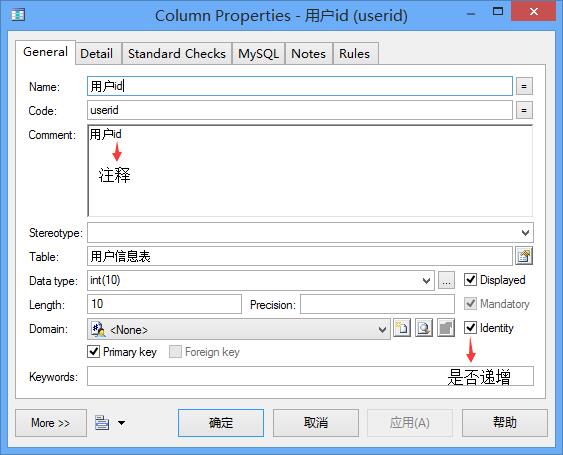 Column Properties - 用户id (userid)
General Detail Standard Checks MySQL Notes Rules
Name: 用户id =
Code: userid =
Comment: 用户id
注释
Stereotype:
Table: 用户信息表
Data type: int(10) ... Displayed
Length: 10 Precision: Mandatory
Domain: <None> Identity
Primary key Foreign key
Keywords: 是否递增
More >> 确定 取消 应用(A) 帮助